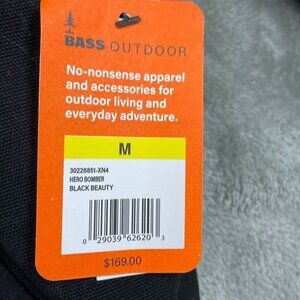 BASS OUTDOOR
No-nonsense apparel
and accessories for
outdoor living and
everyday adventure.
M
30226851-XN4
HERO BOMBER
BLACK BEAUTY
0 29039 62620 3
$169.00